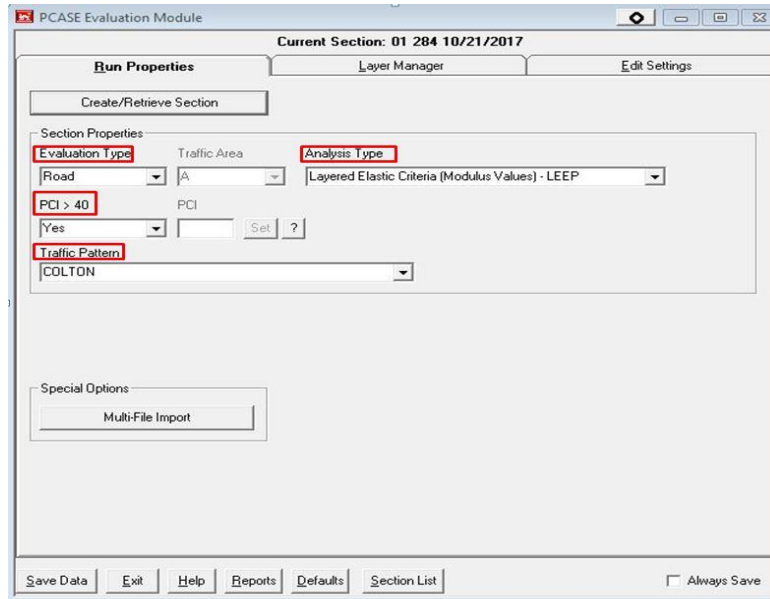 PCASE Evaluation Module
Current Section: 01 284 10/21/2017
Run Properties Layer Manager Edit Settings
Create/Retrieve Section
Section Properties
Evaluation Type Traffic Area Analysis Type
Road A Layered Elastic Criteria (Modulus Values) - LEEP
PCI > 40 PCI
Yes Set ?
Traffic Pattern
COLTON
Special Options
Multi-File Import
Save Data Exit Help Reports Defaults Section List Always Save